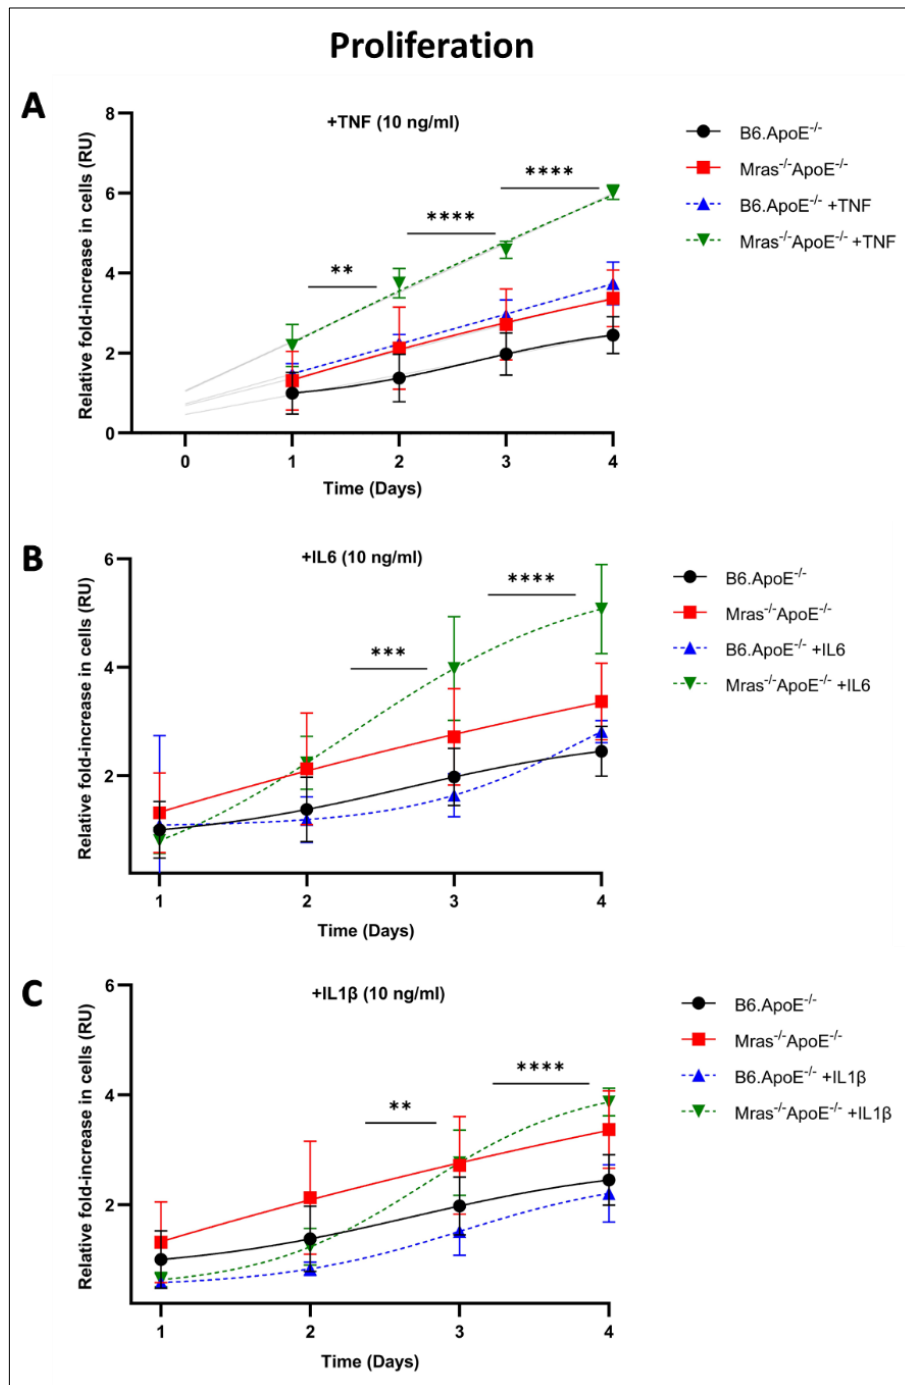 Proliferation
A
+TNF (10 ng/ml)
Relative fold-increase in cells (RU)
8
6
4
2
0
**
****
****
0 1 2 3 4
Time (Days)
B6.ApoE⁻/⁻
Mras⁻/⁻ApoE⁻/⁻
B6.ApoE⁻/⁻ +TNF
Mras⁻/⁻ApoE⁻/⁻ +TNF
B
+IL6 (10 ng/ml)
Relative fold-increase in cells (RU)
6
4
2
***
****
1 2 3 4
Time (Days)
B6.ApoE⁻/⁻
Mras⁻/⁻ApoE⁻/⁻
B6.ApoE⁻/⁻ +IL6
Mras⁻/⁻ApoE⁻/⁻ +IL6
C
+IL1β (10 ng/ml)
Relative fold-increase in cells (RU)
6
4
2
**
****
1 2 3 4
Time (Days)
B6.ApoE⁻/⁻
Mras⁻/⁻ApoE⁻/⁻
B6.ApoE⁻/⁻ +IL1β
Mras⁻/⁻ApoE⁻/⁻ +IL1β